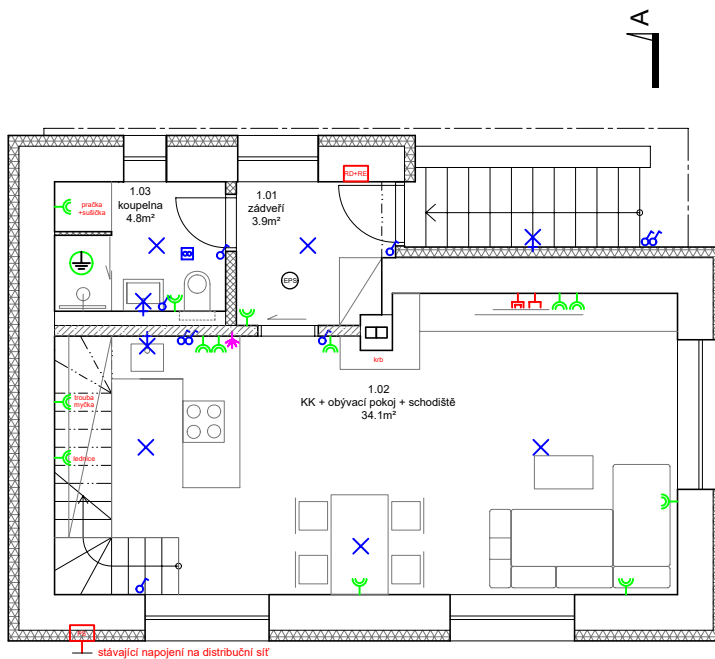 A
RD+RE
1.03
koupelna
4.8m²
1.01
zádveří
3.9m²
pračka
+sušička
EPS
krb
1.02
KK + obývací pokoj + schodiště
34.1m²
trouba
myčka
lednice
stávající napojení na distribuční síť